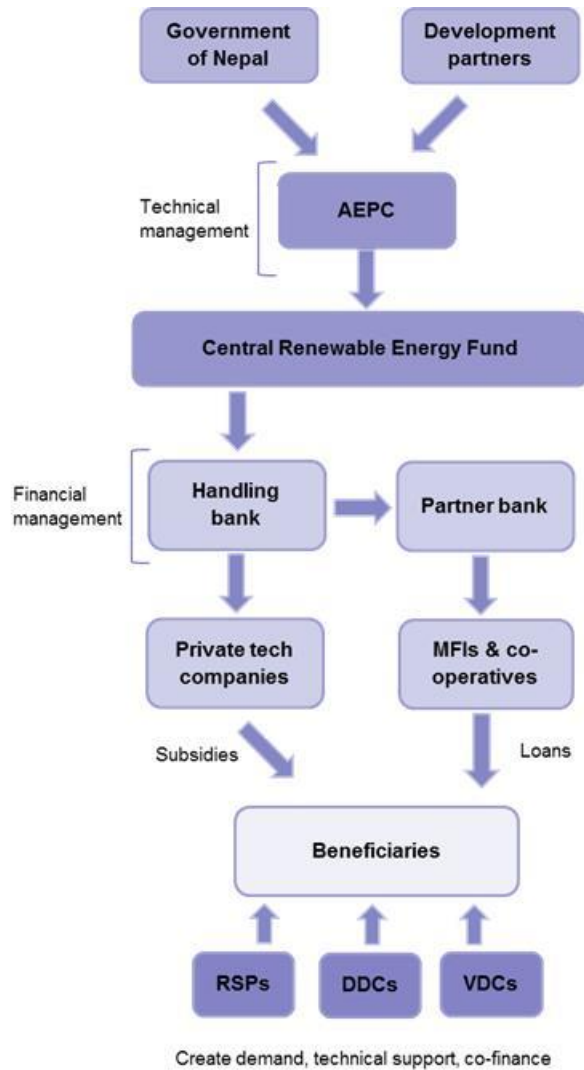 Government
of Nepal
Development
partners
Technical
management
AEPC
Central Renewable Energy Fund
Financial
management
Handling
bank
Partner bank
Private tech
companies
MFIs & co-
operatives
Subsidies
Loans
Beneficiaries
RSPs
DDCs
VDCs
Create demand, technical support, co-finance